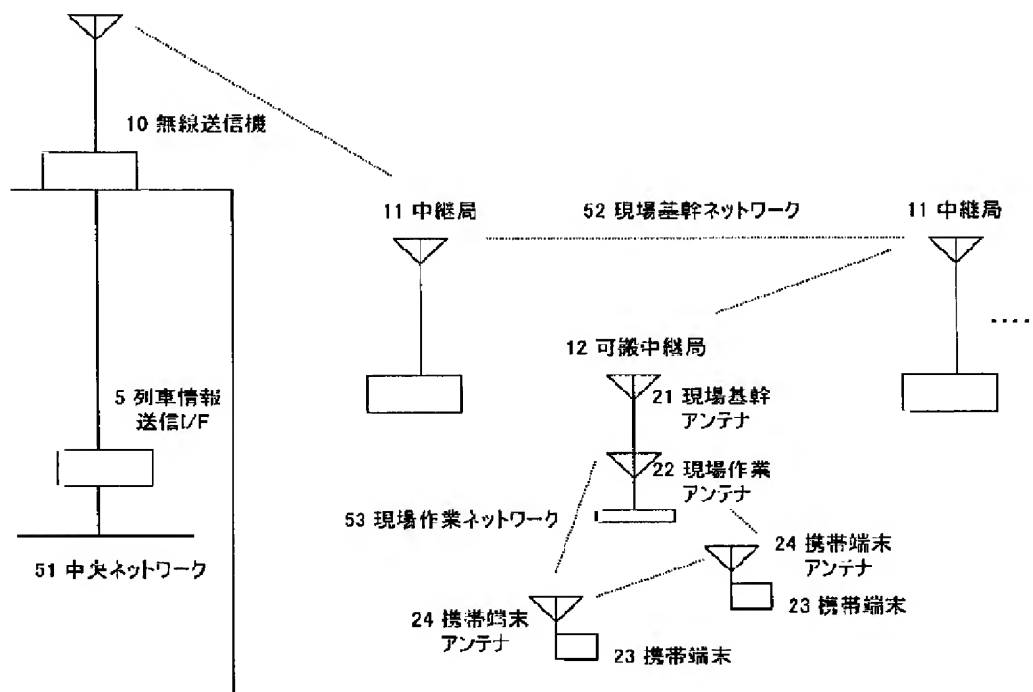 10 無線送信機
11 中継局
52 現場基幹ネットワーク
11 中継局
12 可搬中継局
5 列車情報
送信I/F
21 現場基幹
アンテナ
22 現場作業
アンテナ
53 現場作業ネットワーク
51 中央ネットワーク
24 携帯端末
アンテナ
23 携帯端末
24 携帯端末
アンテナ
23 携帯端末